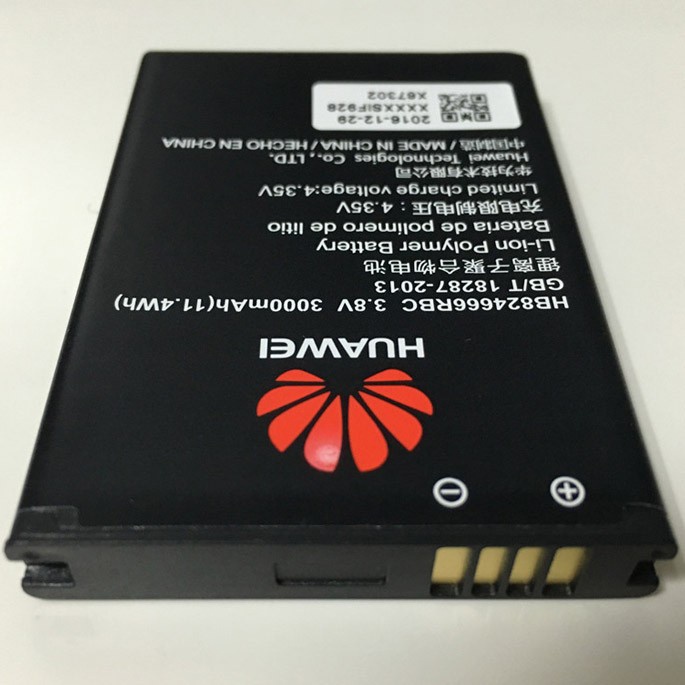 HUAWEI
HB824666RBC 3.8V 3000mAh(11.4Wh)
GB/T 18287-2013
锂离子聚合物电池
Li-ion Polymer Battery
Bateria de polimero de litio
充电限制电压：4.35V
Limited charge voltage:4.35V
华为技术有限公司
Huawei Technologies Co.,LTD.
中国制造 / MADE IN CHINA / HECHO EN CHINA
2016-12-29
XXXXSIF928
X67302